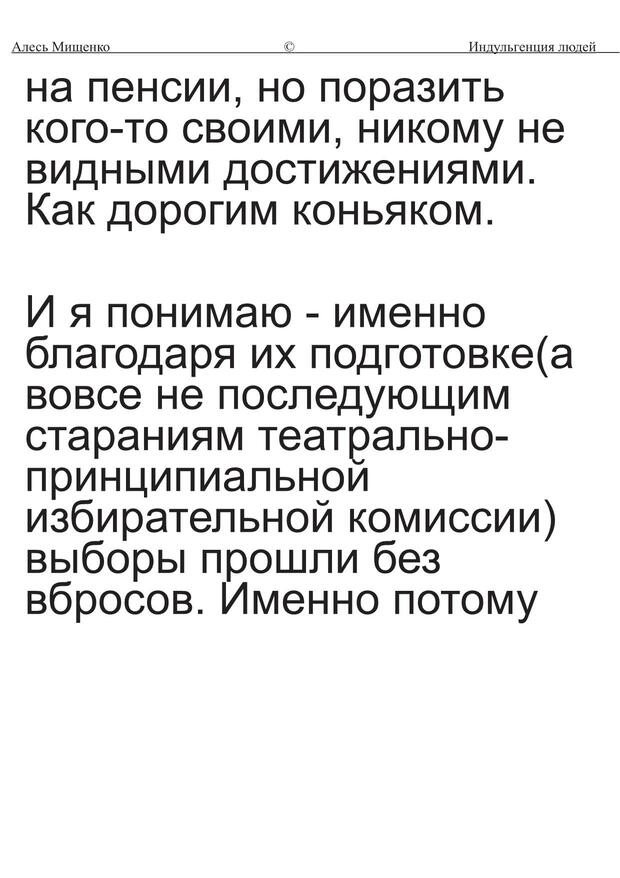 Алесь Мищенко © Индульгенция людей
на пенсии, но поразить
кого-то своими, никому не
видными достижениями.
Как дорогим коньяком.
И я понимаю - именно
благодаря их подготовке(а
вовсе не последующим
стараниям театрально-
принципиальной
избирательной комиссии)
выборы прошли без
вбросов. Именно потому